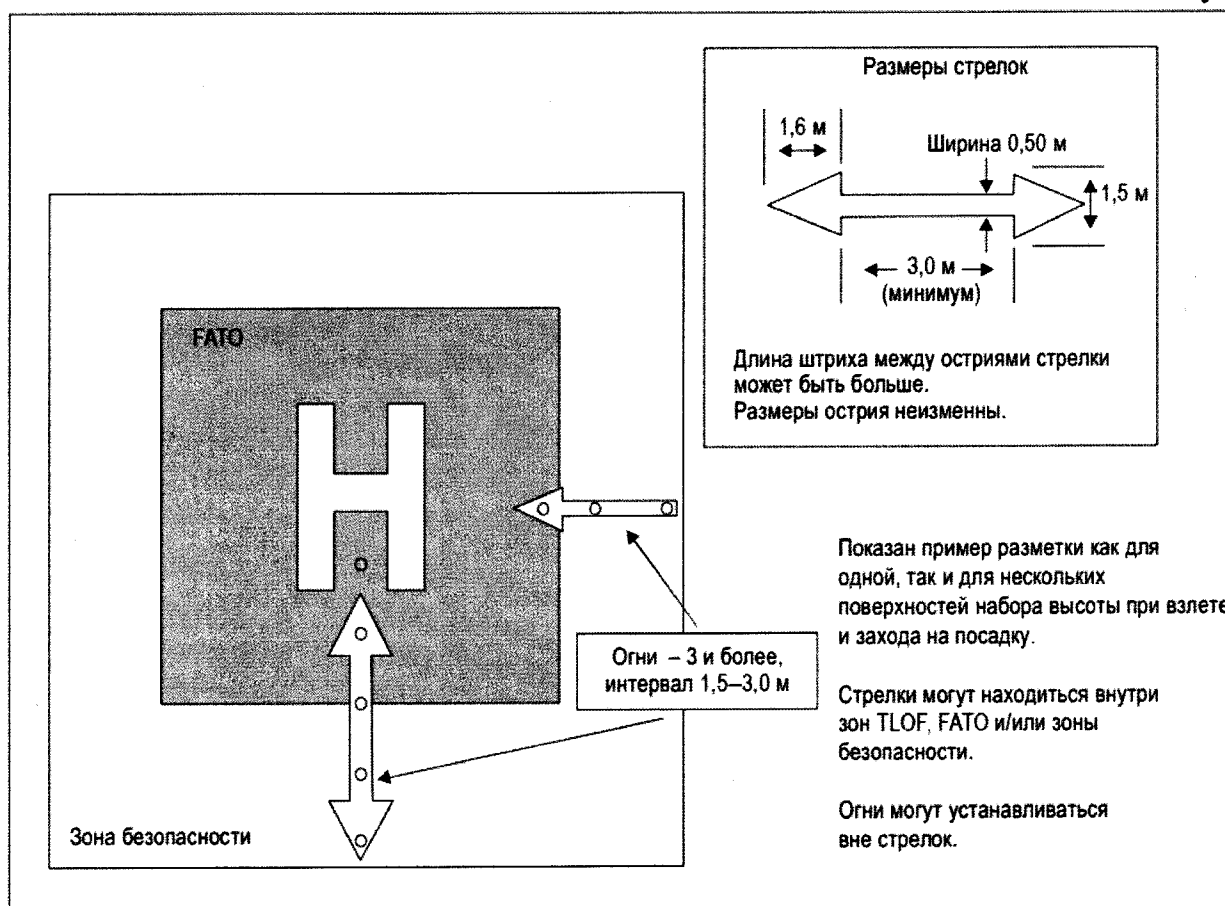 Размеры стрелок
1,6 м
Ширина 0,50 м
1,5 м
3,0 м
(минимум)
Длина штриха между остриями стрелки
может быть больше.
Размеры острия неизменны.
FATO
H
Показан пример разметки как для
одной, так и для нескольких
поверхностей набора высоты при взлете
и захода на посадку.
Огни – 3 и более,
интервал 1,5–3,0 м
Стрелки могут находиться внутри
зон TLOF, FATO и/или зоны
безопасности.
Огни могут устанавливаться
вне стрелок.
Зона безопасности